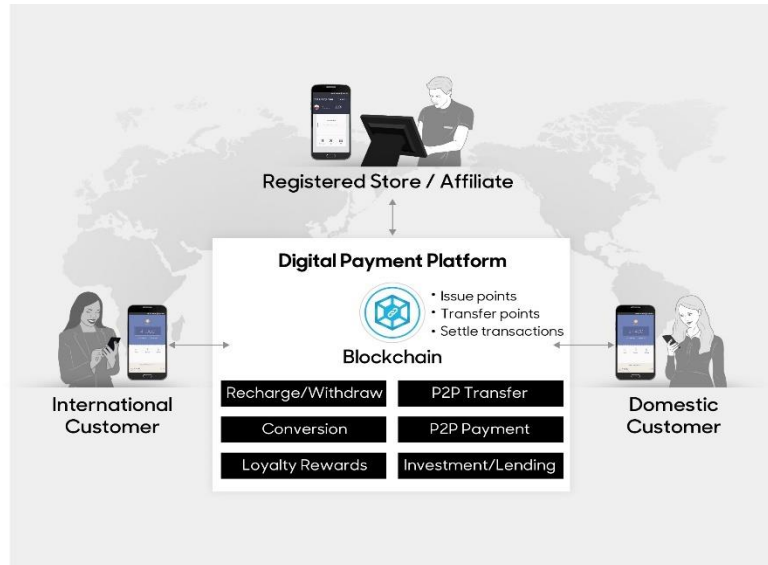 Registered Store / Affiliate
Digital Payment Platform
• Issue points
• Transfer points
• Settle transactions
Blockchain
Recharge/Withdraw
P2P Transfer
Conversion
P2P Payment
Loyalty Rewards
Investment/Lending
International
Customer
Domestic
Customer